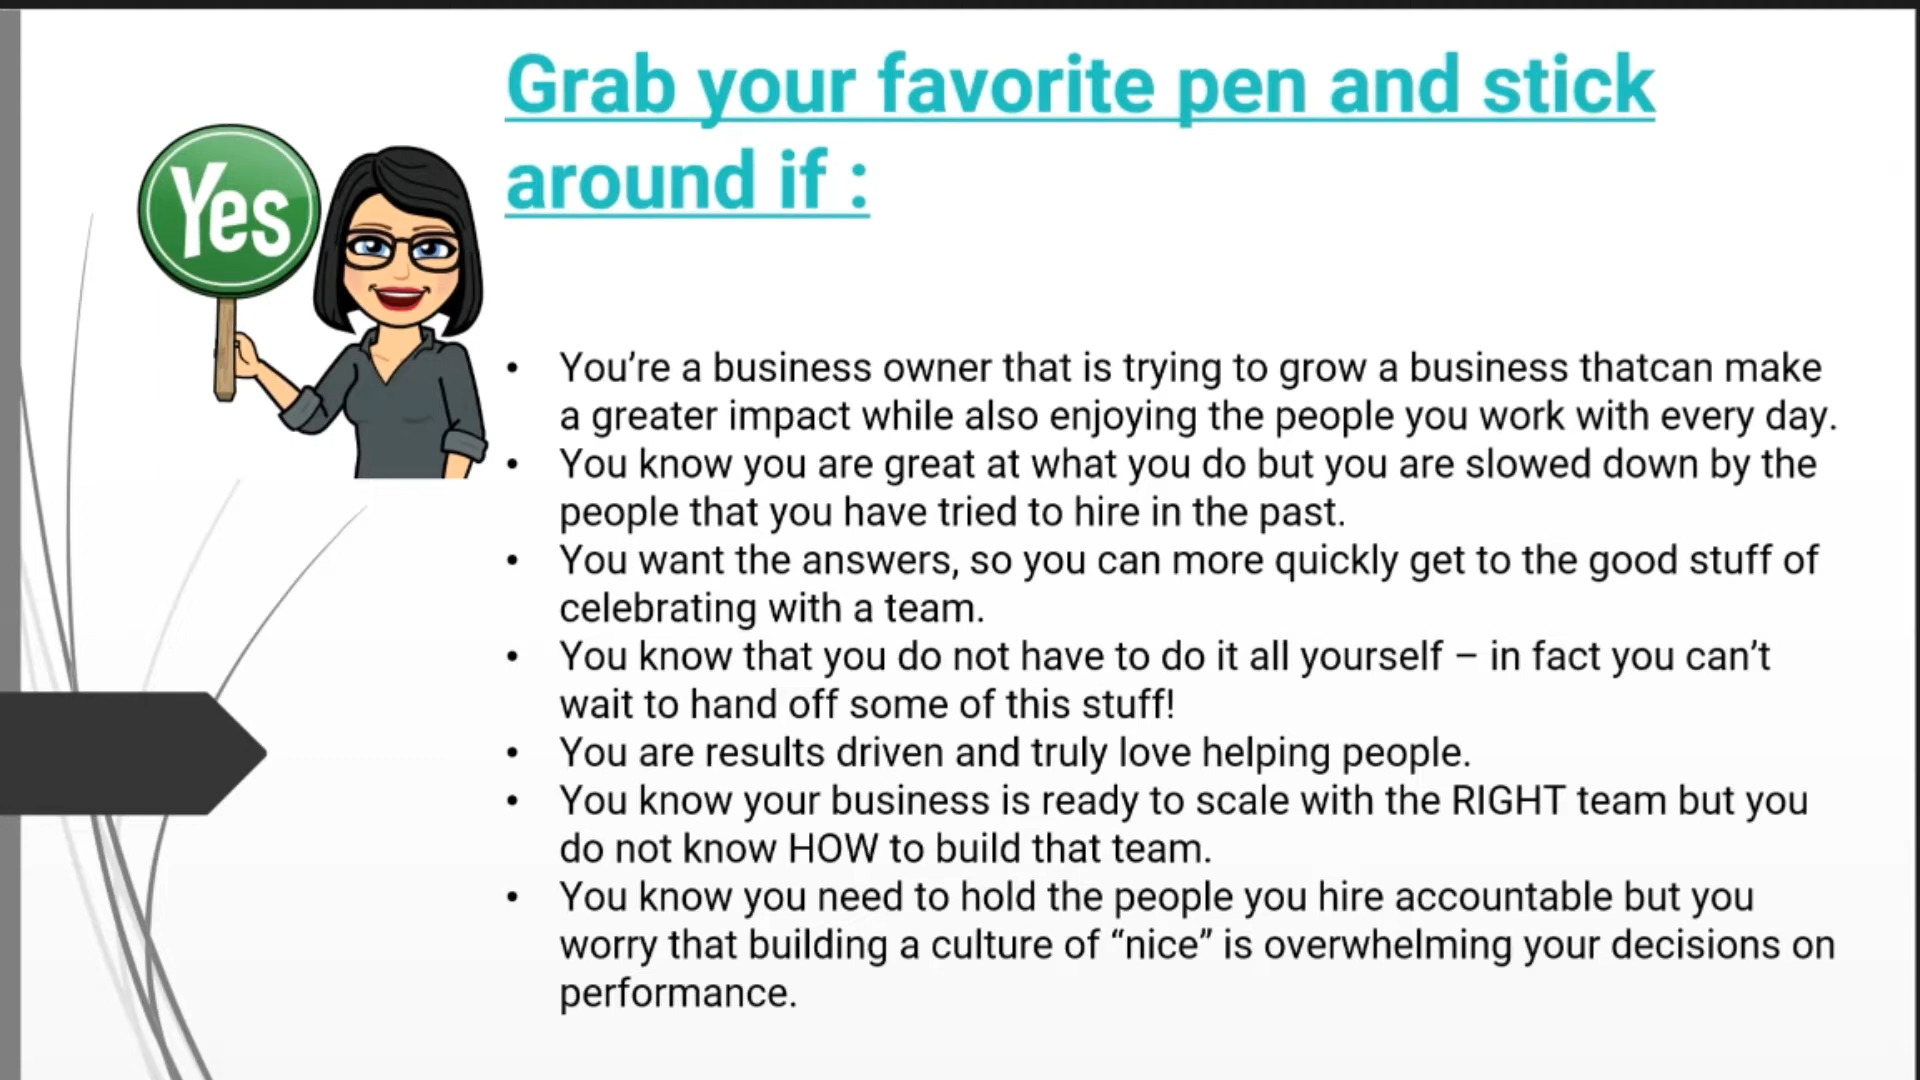 Grab your favorite pen and stick
around if :
Yes
• You’re a business owner that is trying to grow a business thatcan make
a greater impact while also enjoying the people you work with every day.
• You know you are great at what you do but you are slowed down by the
people that you have tried to hire in the past.
• You want the answers, so you can more quickly get to the good stuff of
celebrating with a team.
• You know that you do not have to do it all yourself – in fact you can’t
wait to hand off some of this stuff!
• You are results driven and truly love helping people.
• You know your business is ready to scale with the RIGHT team but you
do not know HOW to build that team.
• You know you need to hold the people you hire accountable but you
worry that building a culture of “nice” is overwhelming your decisions on
performance.